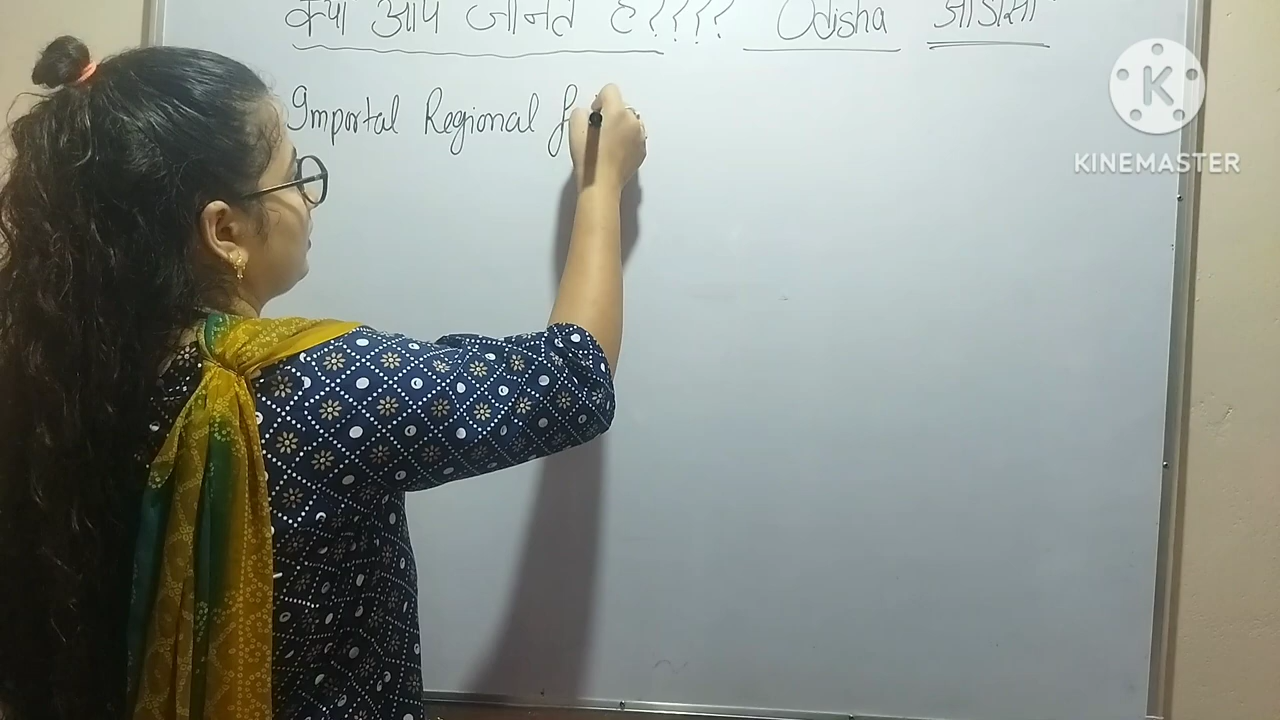 क्या आप जानते है???? Odisha ओडीसी
Importal Regional f
K
KINEMASTER